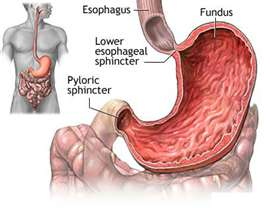 Esophagus
Fundus
Lower
esophageal
sphincter
Pyloric
sphincter